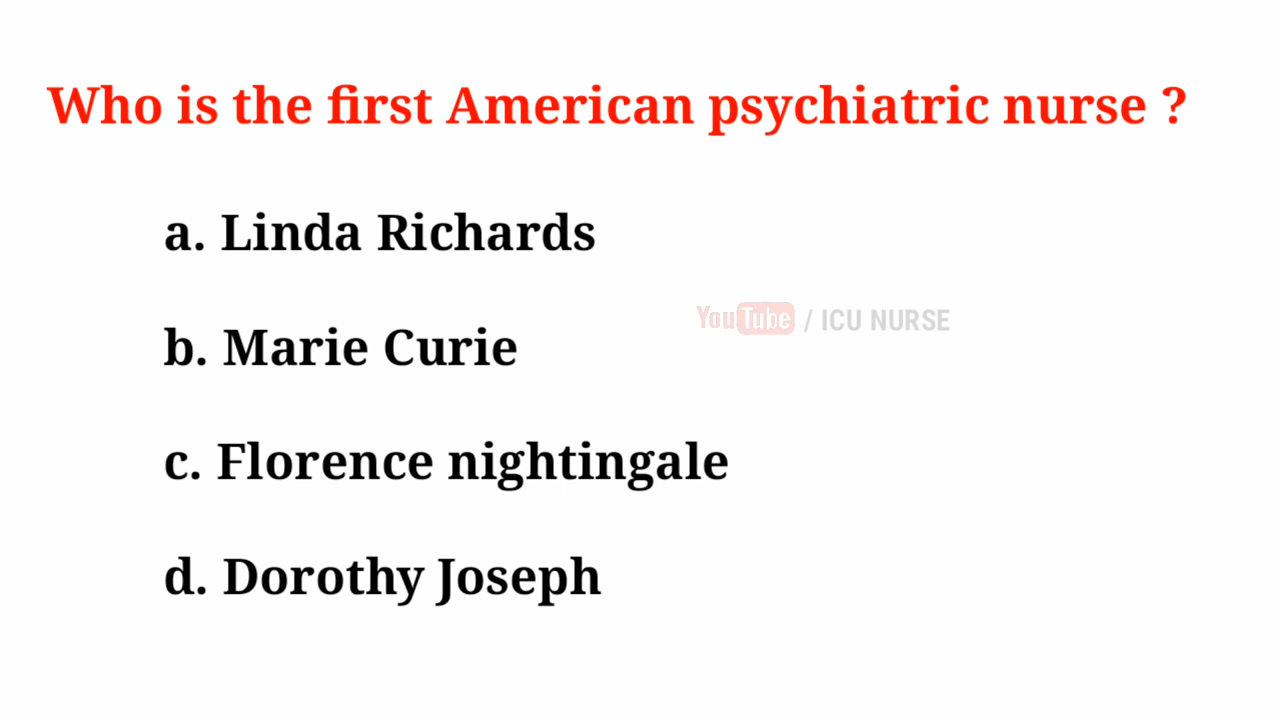 Who is the first American psychiatric nurse ?
a. Linda Richards
YouTube / ICU NURSE
b. Marie Curie
c. Florence nightingale
d. Dorothy Joseph